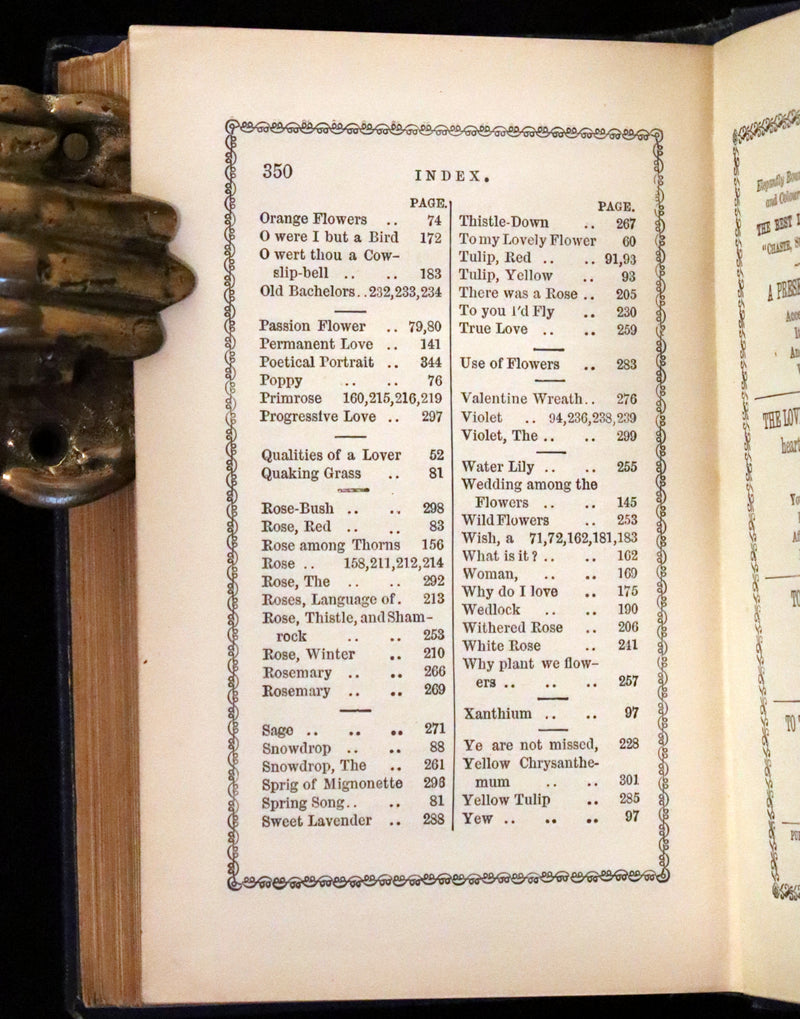 350
INDEX.
PAGE.
Orange Flowers .. 74
O were I but a Bird 172
O wert thou a Cow-
slip-bell .. .. 183
Old Bachelors..232,233,234
Passion Flower .. 79,80
Permanent Love .. 141
Poetical Portrait .. 344
Poppy .. .. 76
Primrose 160,215,216,219
Progressive Love .. 297
Qualities of a Lover 52
Quaking Grass .. 81
Rose-Bush .. .. 298
Rose, Red .. .. 83
Rose among Thorns 156
Rose .. 158,211,212,214
Rose, The .. .. 292
Roses, Language of. 213
Rose, Thistle, and Sham-
rock .. .. 253
Rose, Winter .. 210
Rosemary .. .. 266
Rosemary .. .. 269
Sage .. .. .. 271
Snowdrop .. .. 88
Snowdrop, The .. 261
Sprig of Mignonette 293
Spring Song.. .. 81
Sweet Lavender .. 288
PAGE.
Thistle-Down .. 267
To my Lovely Flower 60
Tulip, Red .. .. 91,93
Tulip, Yellow .. 93
There was a Rose .. 205
To you I'd Fly .. 230
True Love .. .. 259
Use of Flowers .. 283
Valentine Wreath.. 276
Violet .. 94,236,238,239
Violet, The .. .. 299
Water Lily .. .. 255
Wedding among the
Flowers .. .. 145
Wild Flowers .. 253
Wish, a 71,72,162,181,183
What is it? .. .. 162
Woman, .. .. 169
Why do I love .. 175
Wedlock .. .. 190
Withered Rose .. 206
White Rose .. 241
Why plant we flow-
ers .. .. .. 257
Xanthium .. .. 97
Ye are not missed, 228
Yellow Chrysanthe-
mum .. .. 301
Yellow Tulip .. 285
Yew .. .. .. 97
Elegantly
and
THE BEST
"CHASTE,
A
THE
TO